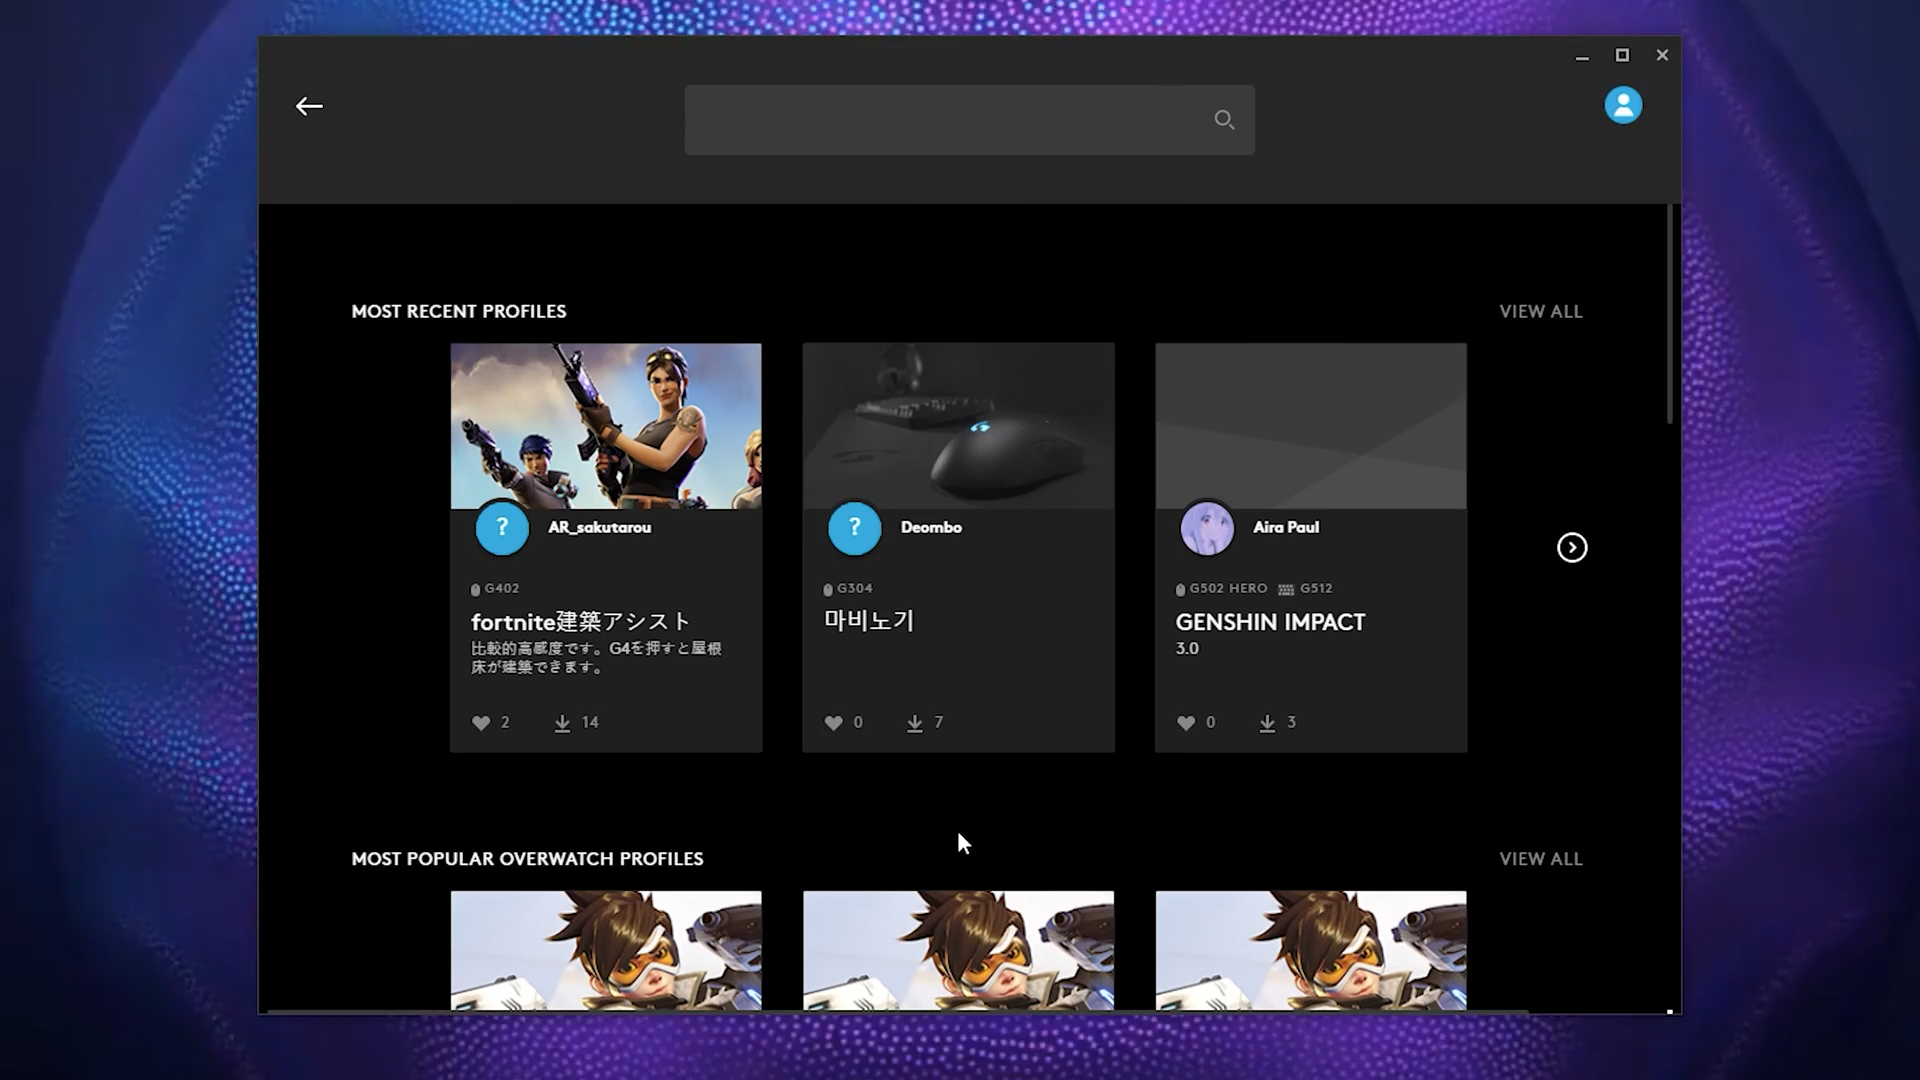 MOST RECENT PROFILES
VIEW ALL
?
AR_sakutarou
G402
fortnite建築アシスト
比較的高感度です。G4を押すと屋根
床が建築できます。
2
14
?
Deombo
G304
마비노기
0
7
Aira Paul
G502 HERO
G512
GENSHIN IMPACT
3.0
0
3
MOST POPULAR OVERWATCH PROFILES
VIEW ALL